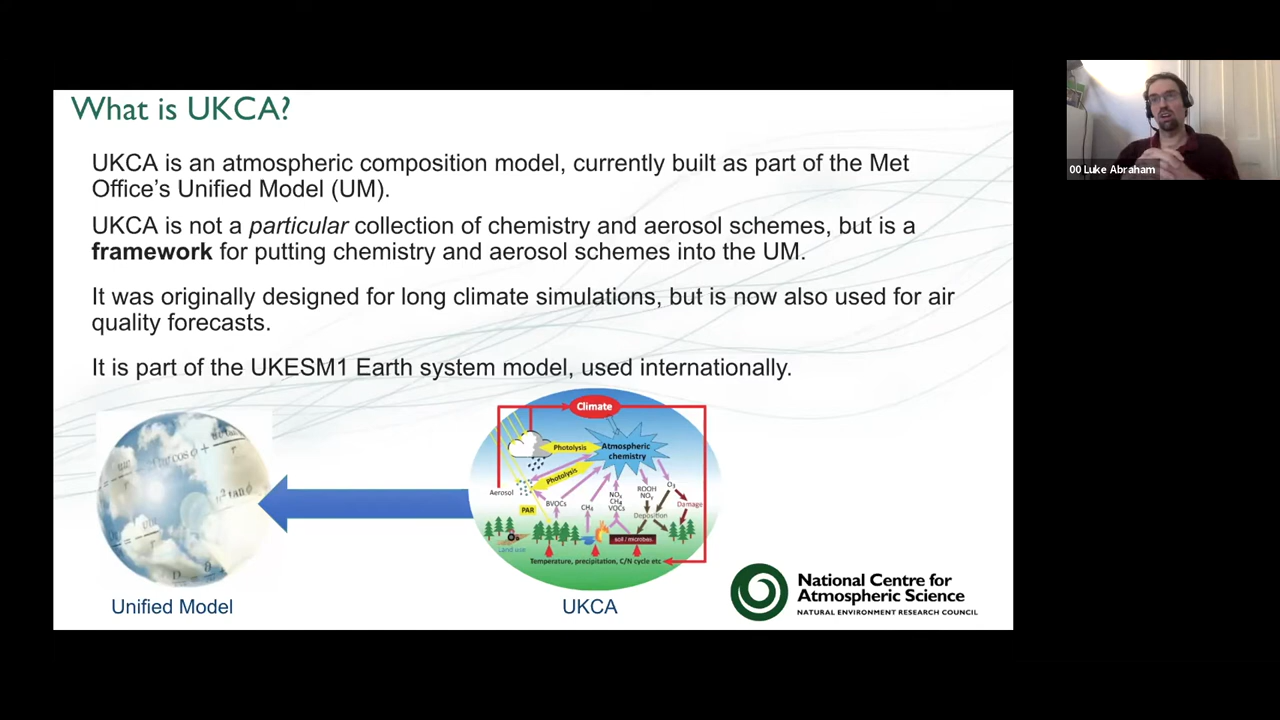 What is UKCA?
UKCA is an atmospheric composition model, currently built as part of the Met
Office's Unified Model (UM).
UKCA is not a particular collection of chemistry and aerosol schemes, but is a
framework for putting chemistry and aerosol schemes into the UM.
It was originally designed for long climate simulations, but is now also used for air
quality forecasts.
It is part of the UKESM1 Earth system model, used internationally.
Climate
Photolysis
Atmospheric
chemistry
Photolysis
Aerosol
PAR
BVOCs
CH4
NOx
CH4
VOCs
ROOH
NOy
O3
Damage
Deposition
Land use
soil / microbes
Temperature, precipitation, C/N cycle etc
Unified Model
UKCA
National Centre for
Atmospheric Science
NATURAL ENVIRONMENT RESEARCH COUNCIL
00 Luke Abraham